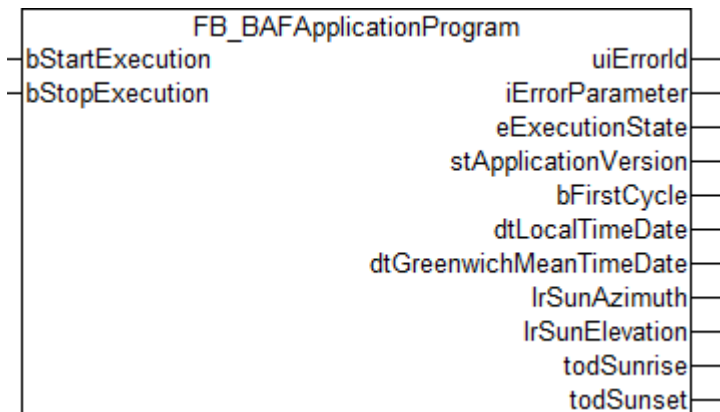 FB_BAFApplicationProgram
bStartExecution uiErrorId
bStopExecution iErrorParameter
eExecutionState
stApplicationVersion
bFirstCycle
dtLocalTimeDate
dtGreenwichMeanTimeDate
lrSunAzimuth
lrSunElevation
todSunrise
todSunset